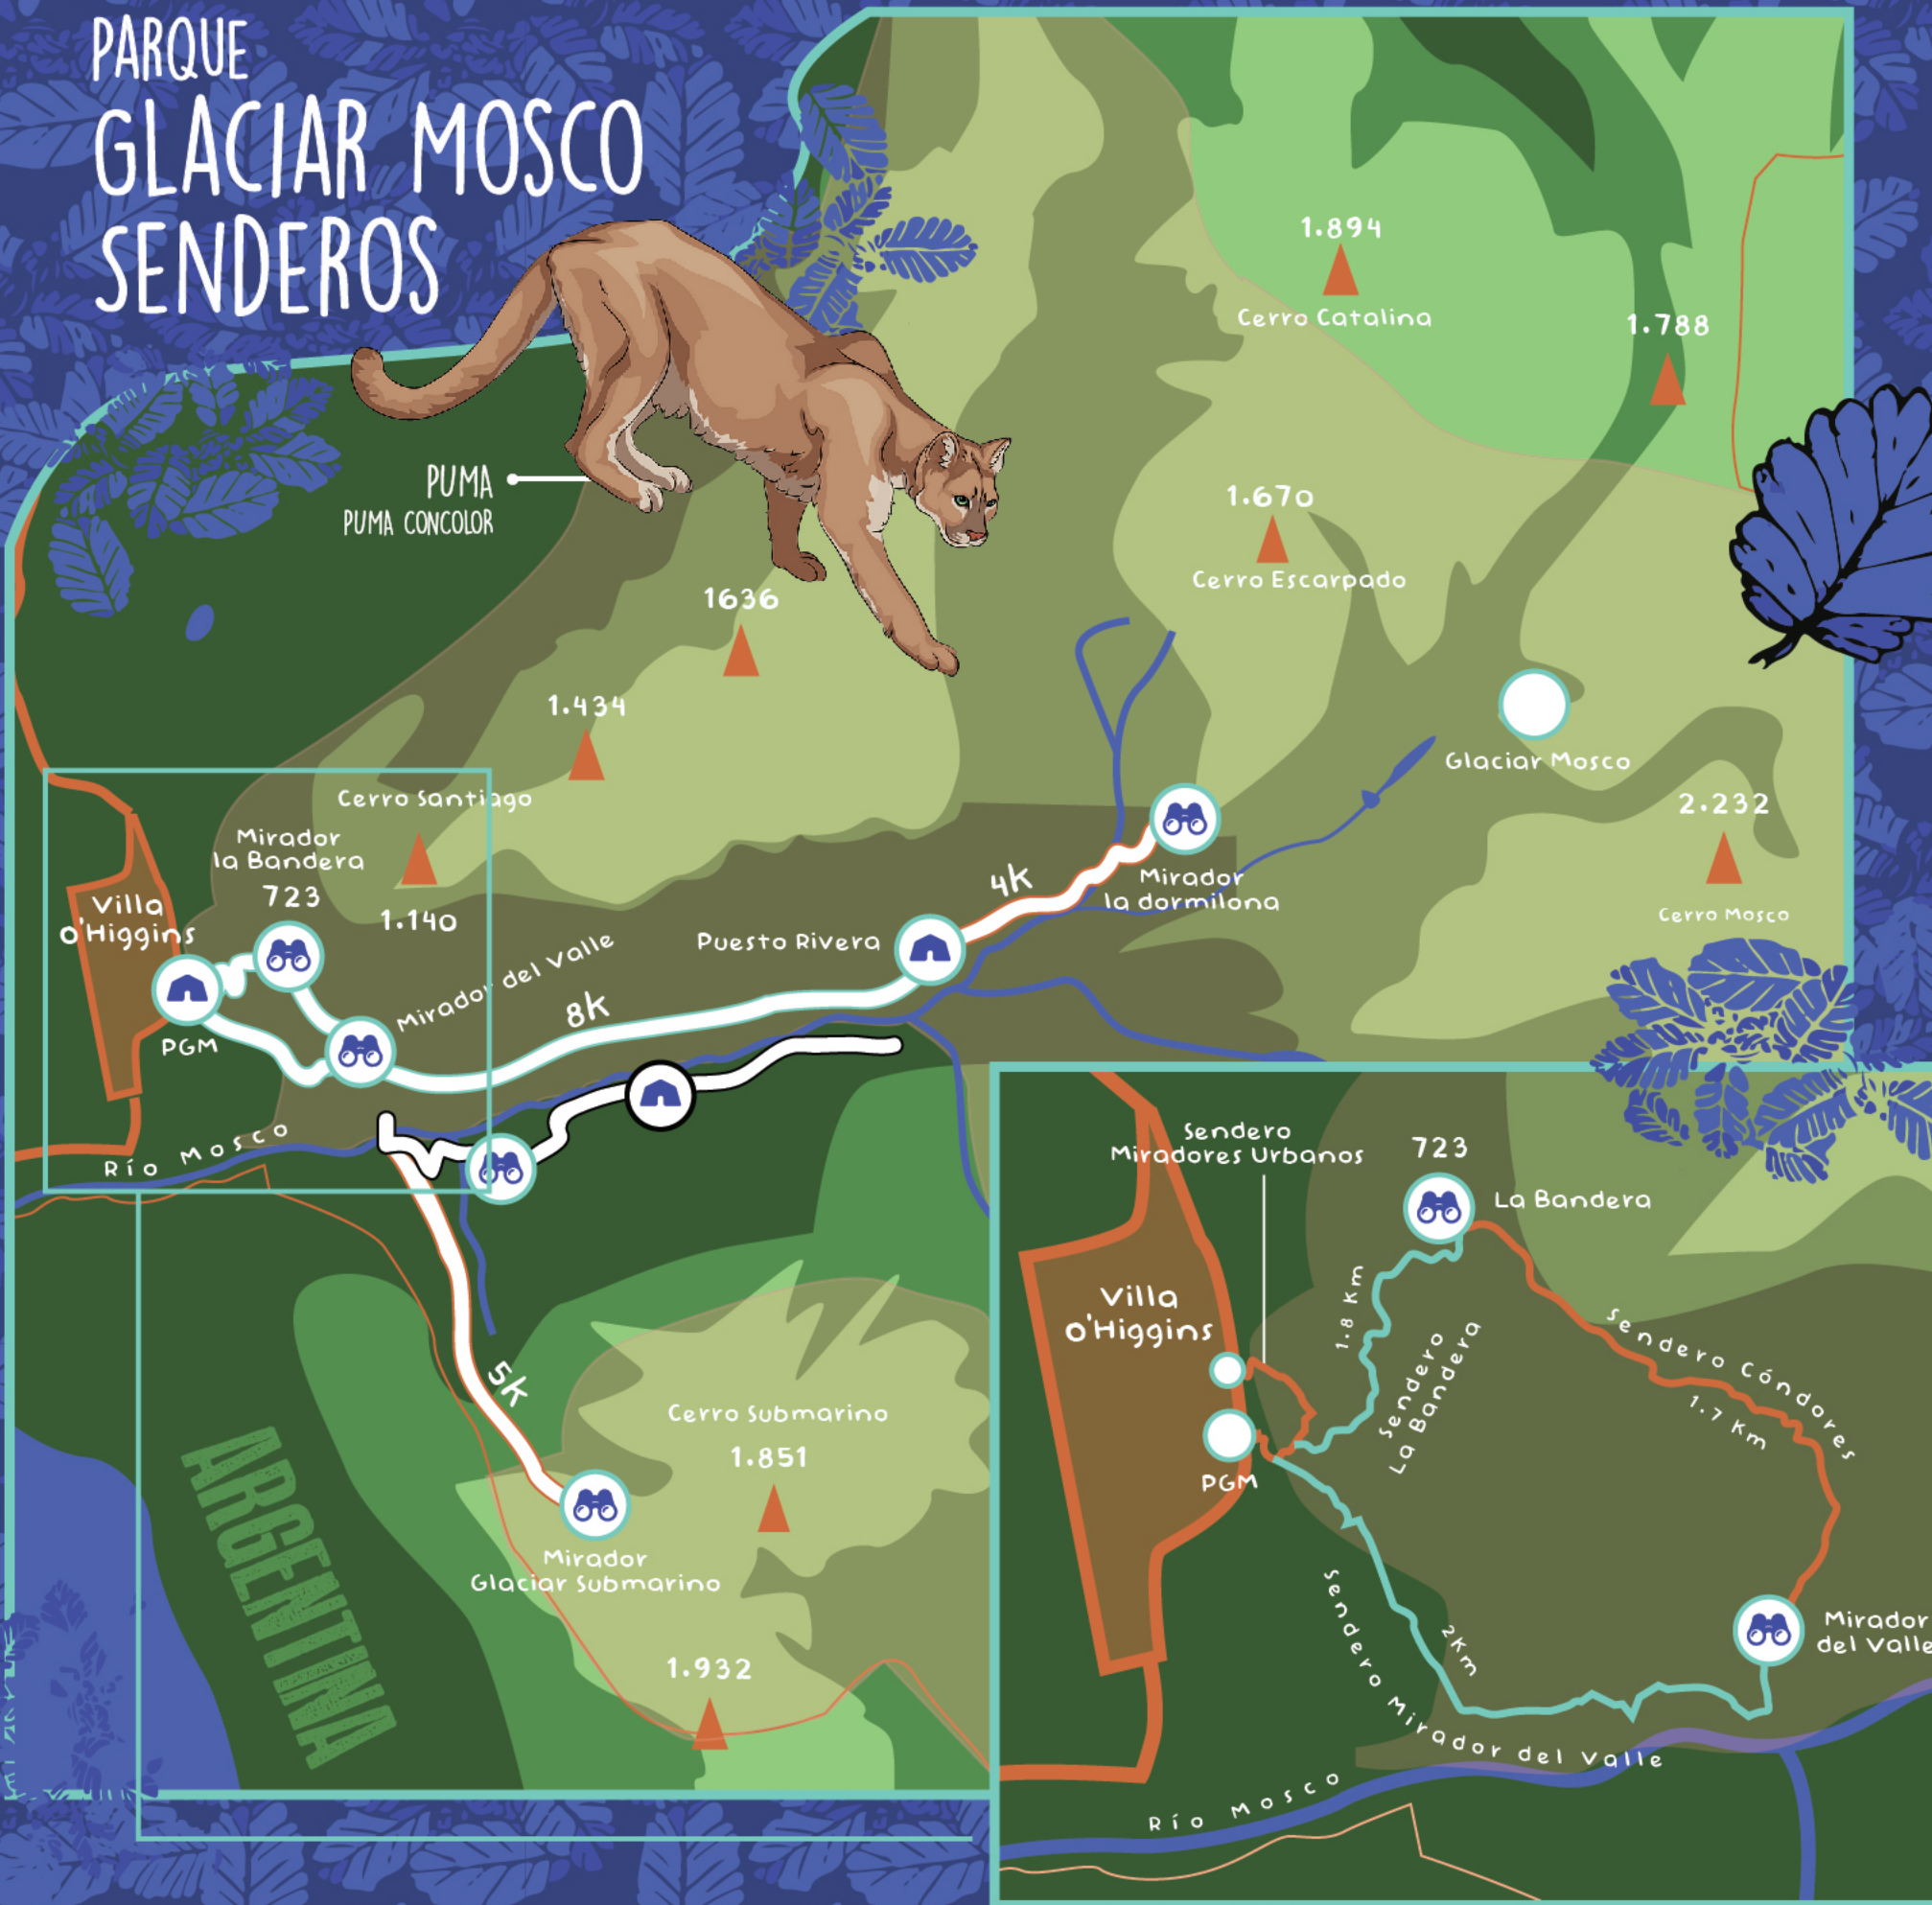 PARQUE
GLACIAR MOSCO
SENDEROS
PUMA
PUMA CONCOLOR
1.894
Cerro Catalina
1.788
1.670
Cerro Escarpado
1636
1.434
Glaciar Mosco
2.232
Cerro Mosco
Cerro Santiago
1.140
Mirador
la Bandera
723
Villa
O'Higgins
PGM
Mirador del Valle
8K
Puesto Rivera
4K
Mirador
la dormilona
Río Mosco
5K
Cerro Submarino
1.851
Mirador
Glaciar Submarino
1.932
ARGENTINA
Sendero
Miradores Urbanos
723
La Bandera
Villa
O'Higgins
1.8 Km
Sendero
La Bandera
Sendero Cóndores
1.7 Km
PGM
Mirador
del Valle
2Km
Sendero Mirador del Valle
Río Mosco